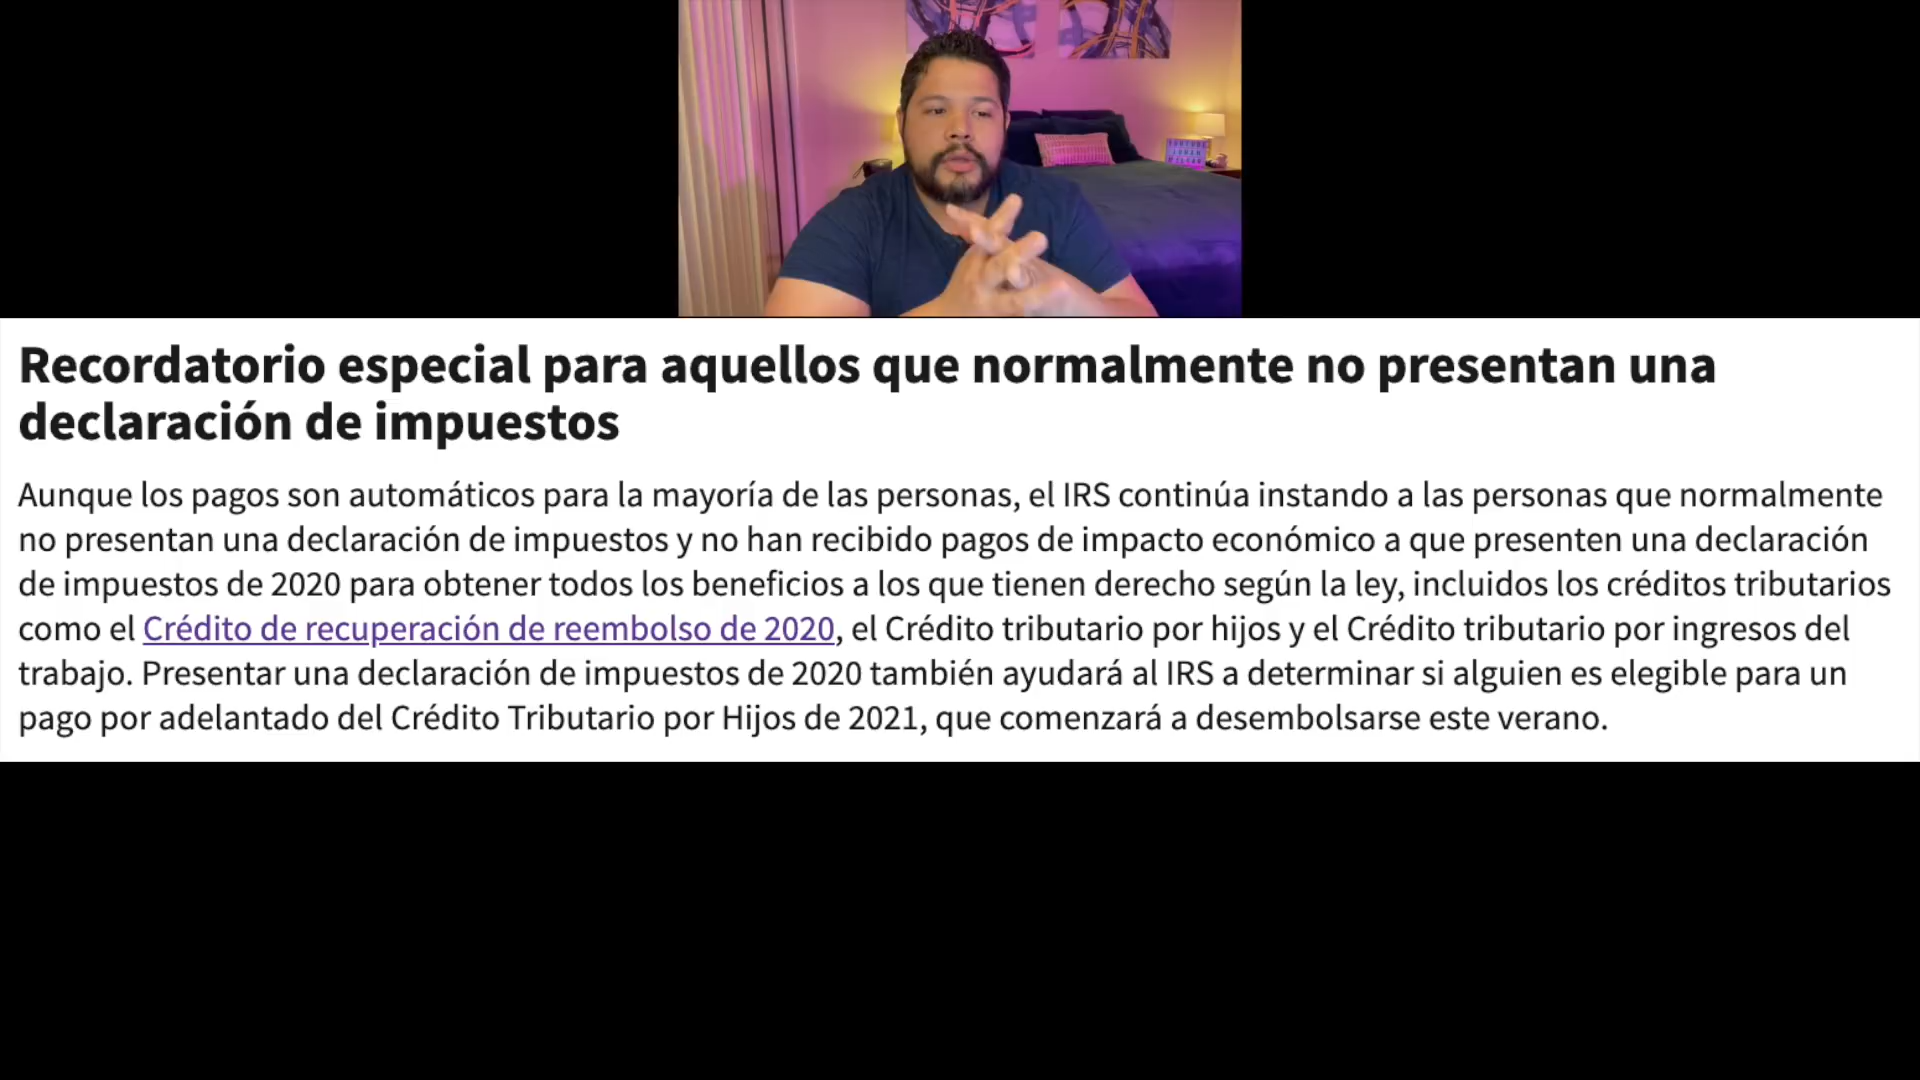 Recordatorio especial para aquellos que normalmente no presentan una
declaración de impuestos
Aunque los pagos son automáticos para la mayoría de las personas, el IRS continúa instando a las personas que normalmente
no presentan una declaración de impuestos y no han recibido pagos de impacto económico a que presenten una declaración
de impuestos de 2020 para obtener todos los beneficios a los que tienen derecho según la ley, incluidos los créditos tributarios
como el Crédito de recuperación de reembolso de 2020, el Crédito tributario por hijos y el Crédito tributario por ingresos del
trabajo. Presentar una declaración de impuestos de 2020 también ayudará al IRS a determinar si alguien es elegible para un
pago por adelantado del Crédito Tributario por Hijos de 2021, que comenzará a desembolsarse este verano.